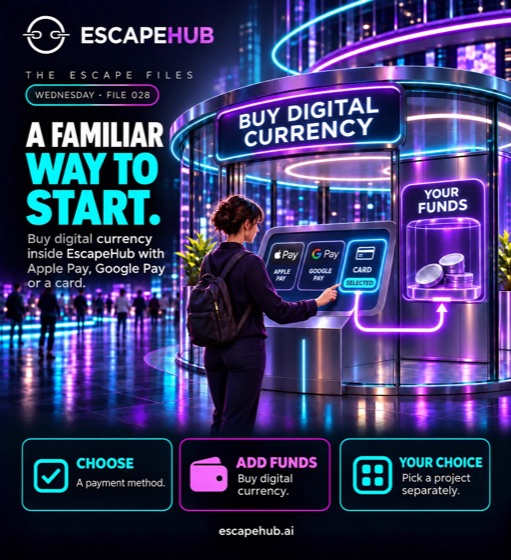 ESCAPEHUB
THE ESCAPE FILES
WEDNESDAY • FILE 028
A FAMILIAR
WAY TO
START.
Buy digital currency
inside EscapeHub with
Apple Pay, Google Pay
or a card.
BUY DIGITAL
CURRENCY
YOUR
FUNDS
Pay
G Pay
APPLE
PAY
GOOGLE
PAY
CARD
SELECTED
CHOOSE
A payment method.
ADD FUNDS
Buy digital
currency.
YOUR CHOICE
Pick a project
separately.
escapehub.ai